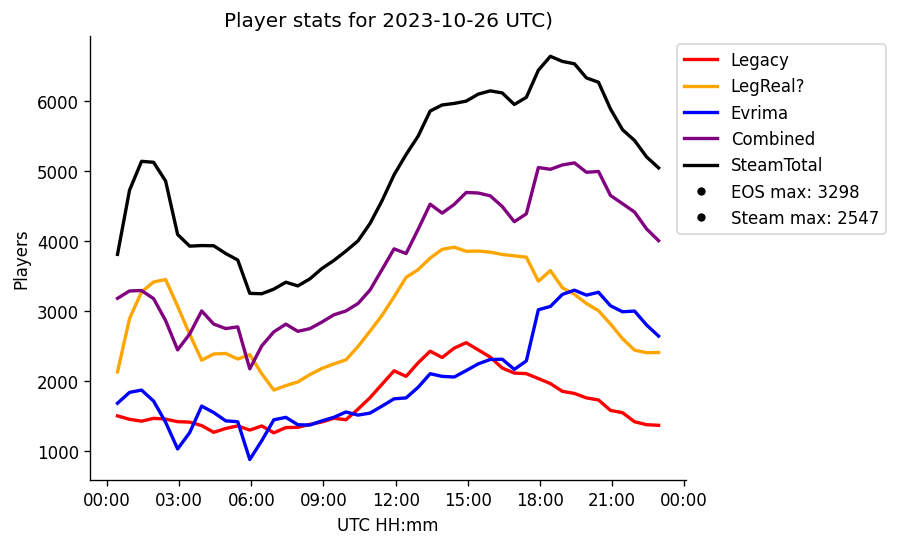 Player stats for 2023-10-26 UTC)
Legacy
LegReal?
Evrima
Combined
SteamTotal
EOS max: 3298
Steam max: 2547
Players
6000
5000
4000
3000
2000
1000
00:00 03:00 06:00 09:00 12:00 15:00 18:00 21:00 00:00
UTC HH:mm